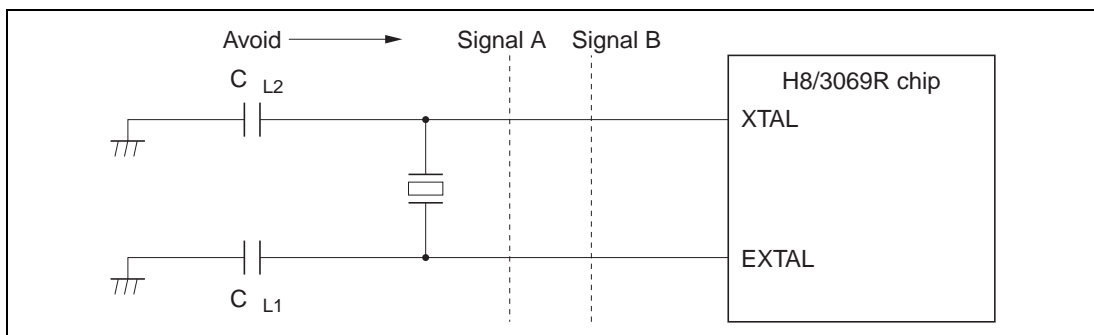 Avoid
Signal A
Signal B
C L2
H8/3069R chip
XTAL
EXTAL
C L1